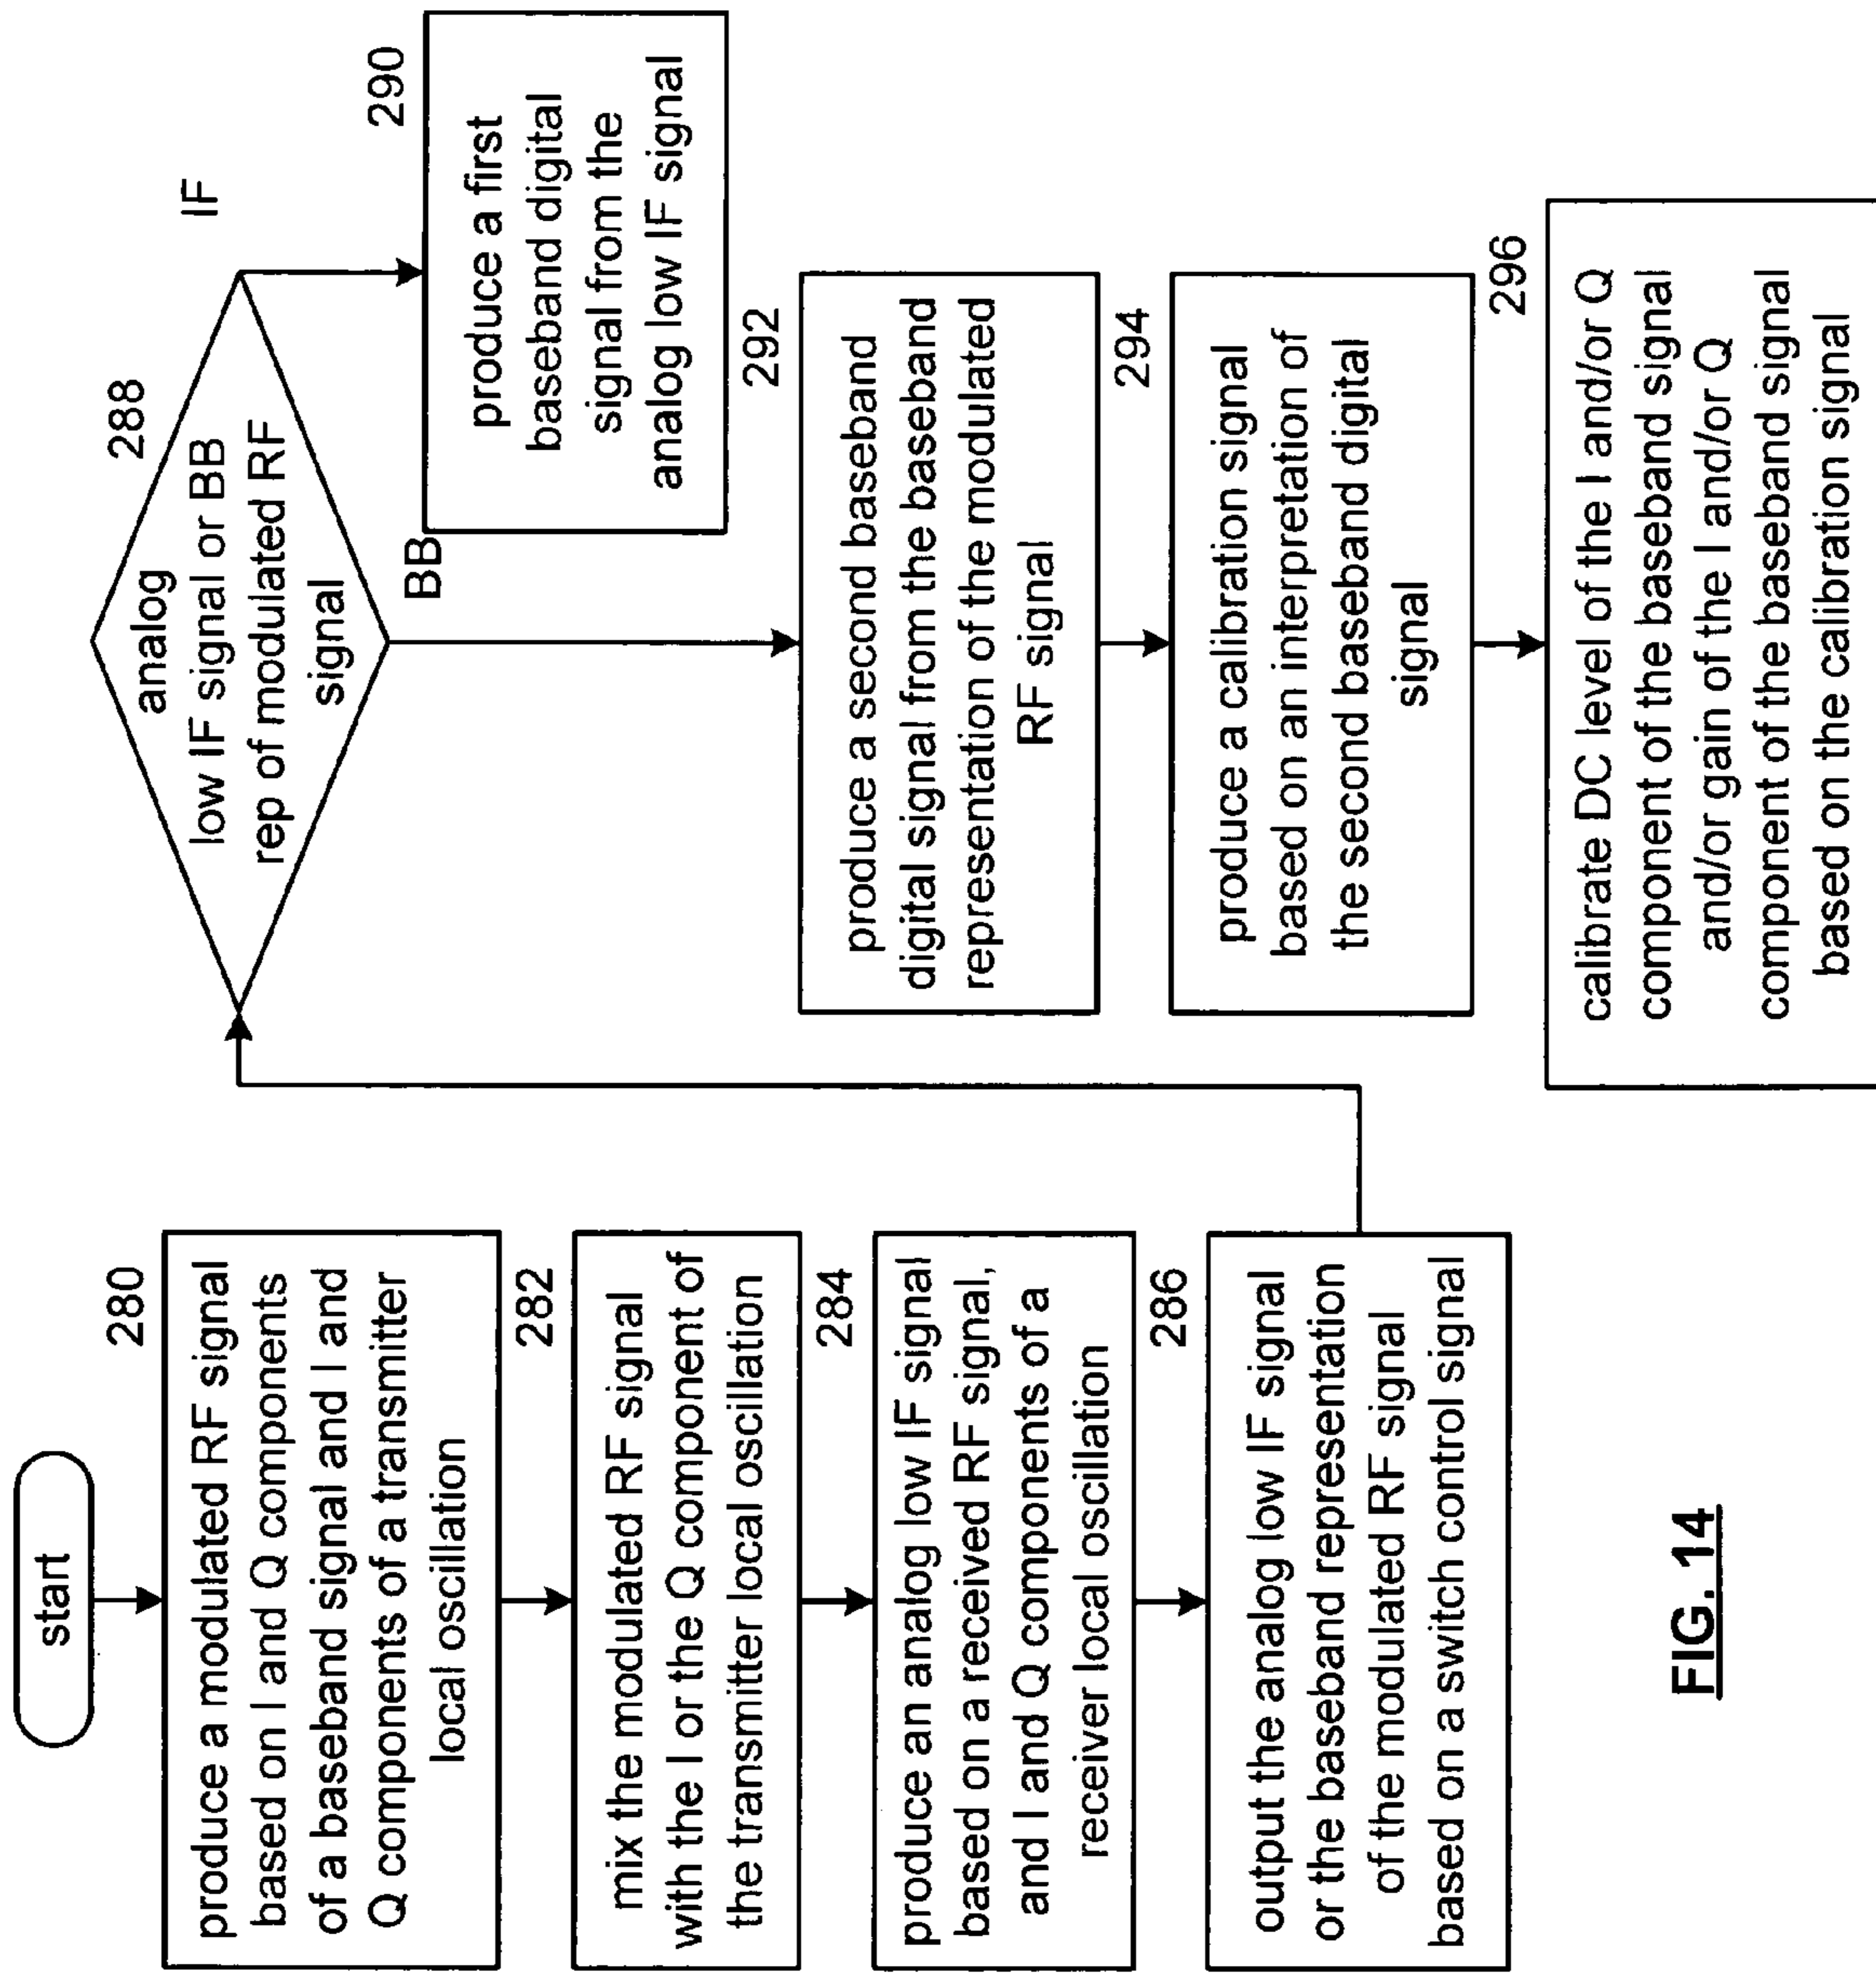 start
280
produce a modulated RF signal
based on I and Q components
of a baseband signal and I and
Q components of a transmitter
local oscillation
282
mix the modulated RF signal
with the I or the Q component of
the transmitter local oscillation
284
produce an analog low IF signal
based on a received RF signal,
and I and Q components of a
receiver local oscillation
286
output the analog low IF signal
or the baseband representation
of the modulated RF signal
based on a switch control signal
288
analog
low IF signal or BB
rep of modulated RF
signal
IF
BB
290
produce a first
baseband digital
signal from the
analog low IF signal
292
produce a second baseband
digital signal from the baseband
representation of the modulated
RF signal
294
produce a calibration signal
based on an interpretation of
the second baseband digital
signal
296
calibrate DC level of the I and/or Q
component of the baseband signal
and/or gain of the I and/or Q
component of the baseband signal
based on the calibration signal
FIG. 14